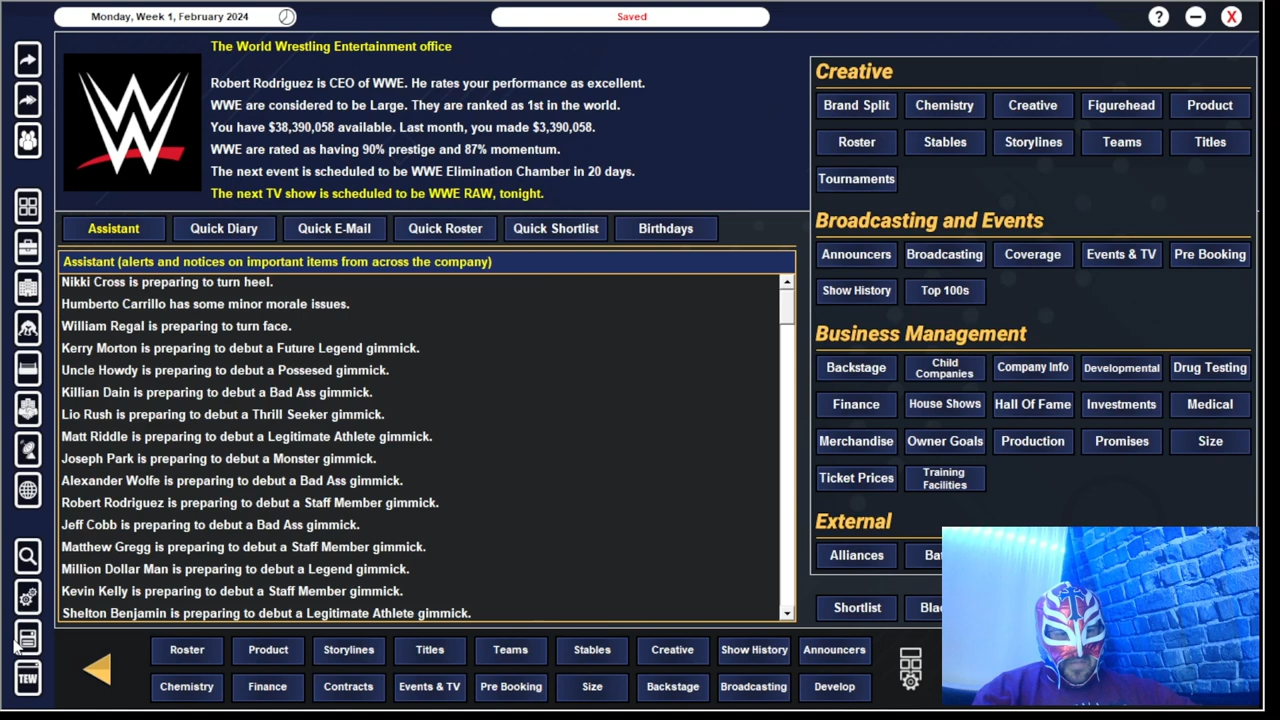 Monday, Week 1, February 2024
Saved
?
X
The World Wrestling Entertainment office
Robert Rodriguez is CEO of WWE. He rates your performance as excellent.
WWE are considered to be Large. They are ranked as 1st in the world.
You have $38,390,058 available. Last month, you made $3,390,058.
WWE are rated as having 90% prestige and 87% momentum.
The next event is scheduled to be WWE Elimination Chamber in 20 days.
The next TV show is scheduled to be WWE RAW, tonight.
Assistant
Quick Diary
Quick E-Mail
Quick Roster
Quick Shortlist
Birthdays
Assistant (alerts and notices on important items from across the company)
Nikki Cross is preparing to turn heel.
Humberto Carrillo has some minor morale issues.
William Regal is preparing to turn face.
Kerry Morton is preparing to debut a Future Legend gimmick.
Uncle Howdy is preparing to debut a Possesed gimmick.
Killian Dain is preparing to debut a Bad Ass gimmick.
Lio Rush is preparing to debut a Thrill Seeker gimmick.
Matt Riddle is preparing to debut a Legitimate Athlete gimmick.
Joseph Park is preparing to debut a Monster gimmick.
Alexander Wolfe is preparing to debut a Bad Ass gimmick.
Robert Rodriguez is preparing to debut a Staff Member gimmick.
Jeff Cobb is preparing to debut a Bad Ass gimmick.
Matthew Gregg is preparing to debut a Staff Member gimmick.
Million Dollar Man is preparing to debut a Legend gimmick.
Kevin Kelly is preparing to debut a Staff Member gimmick.
Shelton Benjamin is preparing to debut a Legitimate Athlete gimmick.
Creative
Brand Split Chemistry Creative Figurehead Product
Roster Stables Storylines Teams Titles
Tournaments
Broadcasting and Events
Announcers Broadcasting Coverage Events & TV Pre Booking
Show History Top 100s
Business Management
Backstage Child Companies Company Info Developmental Drug Testing
Finance House Shows Hall Of Fame Investments Medical
Merchandise Owner Goals Production Promises Size
Ticket Prices Training Facilities
External
Alliances
Shortlist
Roster Product Storylines Titles Teams Stables Creative Show History Announcers
Chemistry Finance Contracts Events & TV Pre Booking Size Backstage Broadcasting Develop
TEW